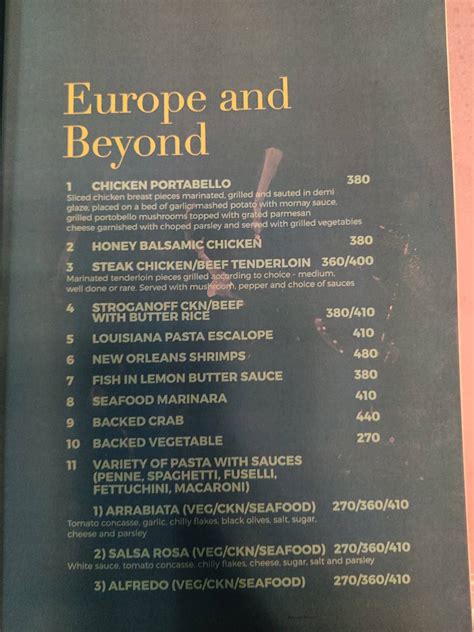 Europe and
Beyond
1 CHICKEN PORTABELLO 380
Sliced chicken breast pieces marinated, grilled and sauted in demi
glaze, placed on a bed of garlic mashed potato with mornay sauce,
grilled portobello mushrooms topped with grated parmesan
cheese garnished with choped parsley and served with grilled vegetables
2 HONEY BALSAMIC CHICKEN 380
3 STEAK CHICKEN/BEEF TENDERLOIN 360/400
Marinated tenderloin pieces grilled according to choice - medium,
well done or rare. Served with mushroom, pepper and choice of sauces
4 STROGANOFF CKN/BEEF
WITH BUTTER RICE 380/410
5 LOUISIANA PASTA ESCALOPE 410
6 NEW ORLEANS SHRIMPS 480
7 FISH IN LEMON BUTTER SAUCE 380
8 SEAFOOD MARINARA 410
9 BACKED CRAB 440
10 BACKED VEGETABLE 270
11 VARIETY OF PASTA WITH SAUCES
(PENNE, SPAGHETTI, FUSELLI,
FETTUCHINI, MACARONI)
1) ARRABIATA (VEG/CKN/SEAFOOD) 270/360/410
Tomato concasse, garlic, chilly flakes, black olives, salt, sugar,
cheese and parsley
2) SALSA ROSA (VEG/CKN/SEAFOOD) 270/360/410
White sauce, tomato concasse, chilly flakes, cheese, sugar, salt and parsley
3) ALFREDO (VEG/CKN/SEAFOOD) 270/360/410